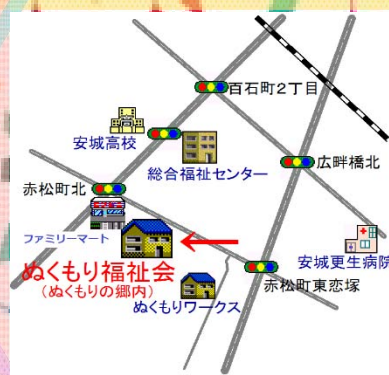 百石町2丁目
安城高校
総合福祉センター
広畔橋北
赤松町北
ファミリーマート
安城更生病院
ぬくもり福祉会
(ぬくもりの郷内)
赤松町東恋塚
ぬくもりワークス